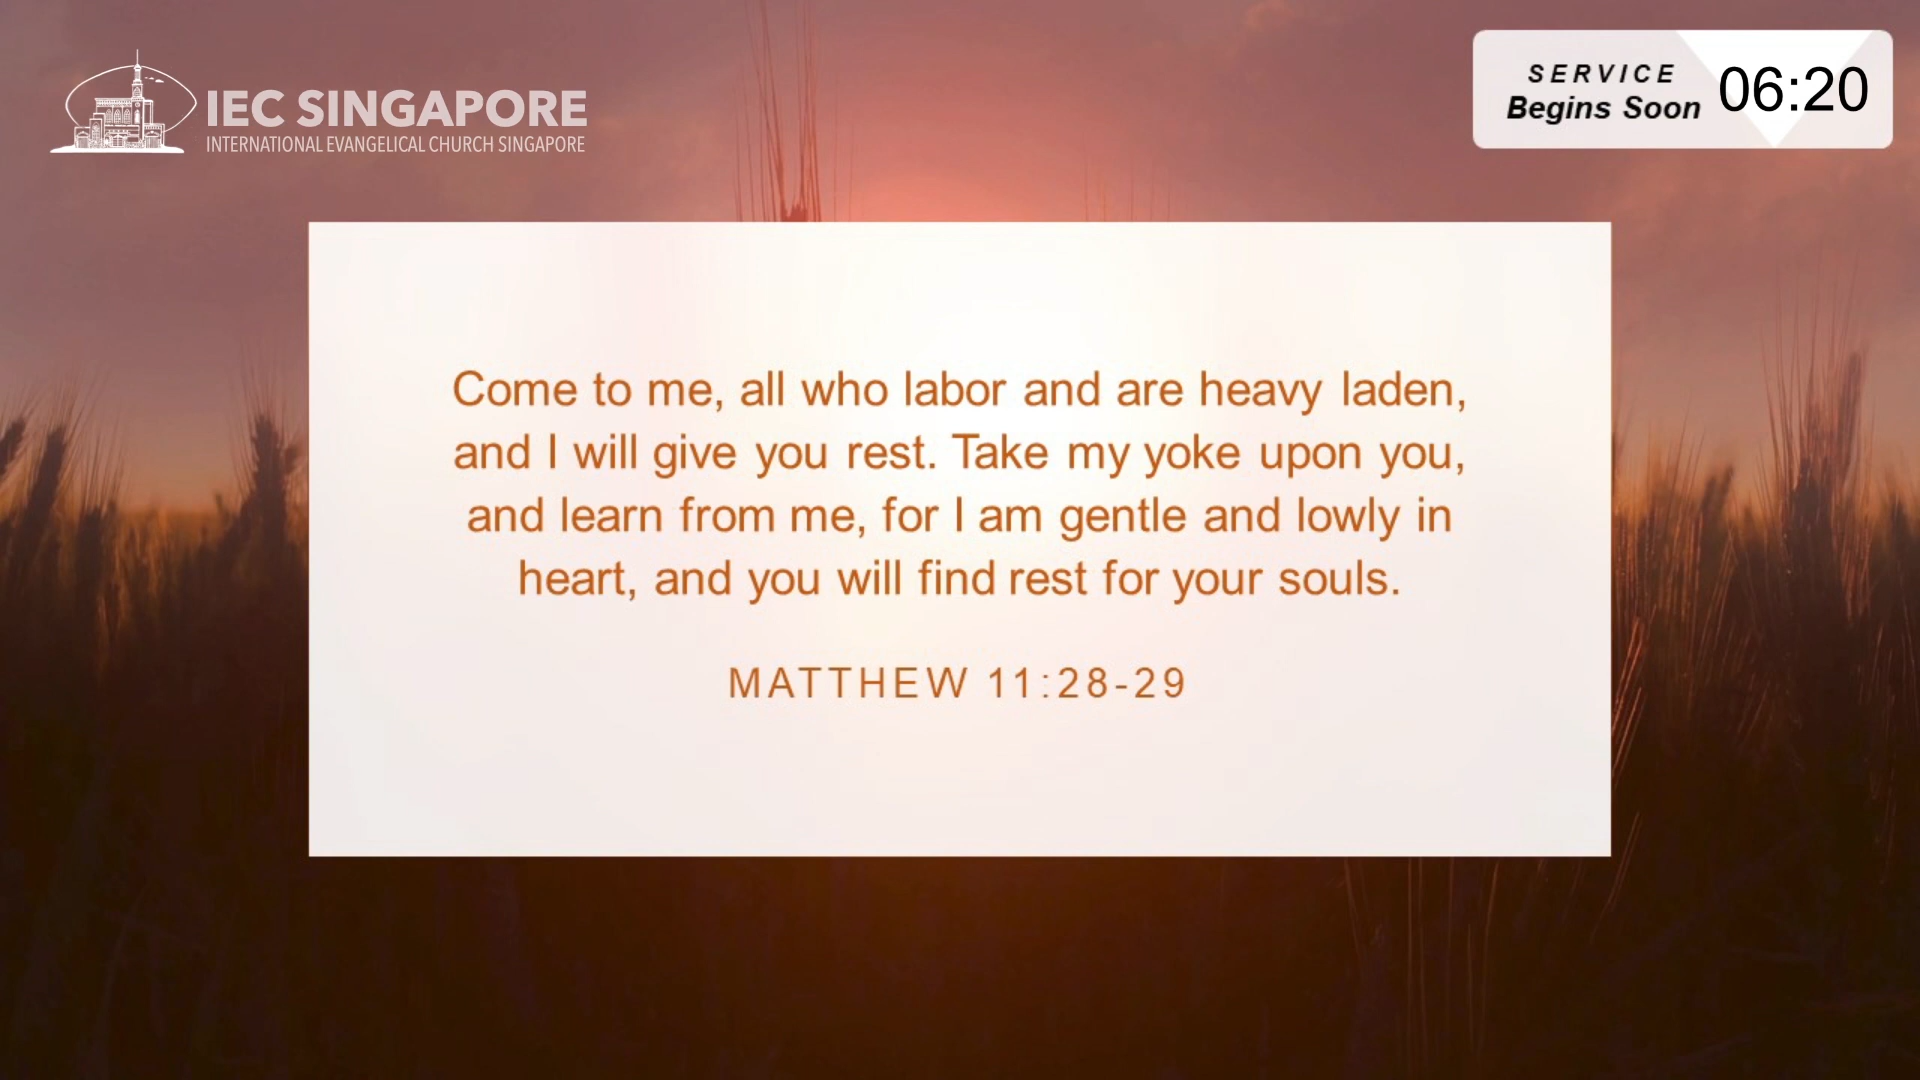 IEC SINGAPORE
INTERNATIONAL EVANGELICAL CHURCH SINGAPORE
SERVICE
Begins Soon
06:20
Come to me, all who labor and are heavy laden,
and I will give you rest. Take my yoke upon you,
and learn from me, for I am gentle and lowly in
heart, and you will find rest for your souls.
MATTHEW 11:28-29